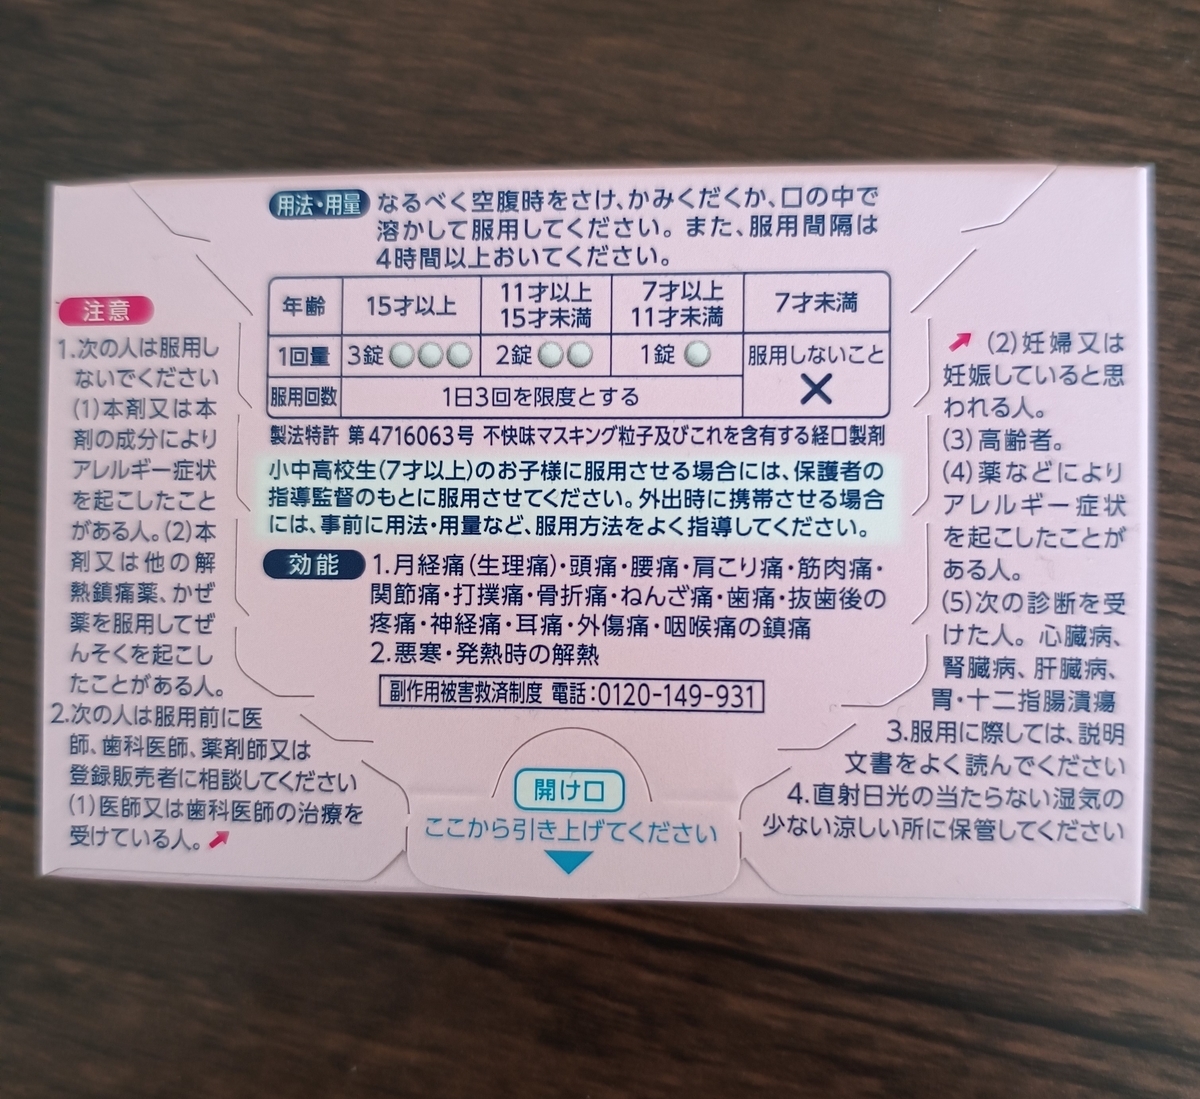 用法・用量 なるべく空腹時をさけ、かみくだくか、口の中で
溶かして服用してください。また、服用間隔は
4時間以上おいてください。
年齢 15才以上 11才以上15才未満 7才以上11才未満 7才未満
1回量 3錠 2錠 1錠 服用しないこと
服用回数 1日3回を限度とする ×
製法特許 第4716063号 不快味マスキング粒子及びこれを含有する経口製剤
小中高校生(7才以上)のお子様に服用させる場合には、保護者の
指導監督のもとに服用させてください。外出時に携帯させる場合
には、事前に用法・用量など、服用方法をよく指導してください。
効能 1.月経痛(生理痛)・頭痛・腰痛・肩こり痛・筋肉痛・
関節痛・打撲痛・骨折痛・ねんざ痛・歯痛・抜歯後の
疼痛・神経痛・耳痛・外傷痛・咽喉痛の鎮痛
2.悪寒・発熱時の解熱
副作用被害救済制度 電話:0120-149-931
注意
1.次の人は服用し
ないでください
(1)本剤又は本
剤の成分により
アレルギー症状
を起こしたこと
がある人。(2)本
剤又は他の解
熱鎮痛薬、かぜ
薬を服用してぜ
んそくを起こし
たことがある人。
2.次の人は服用前に医
師、歯科医師、薬剤師又は
登録販売者に相談してください
(1)医師又は歯科医師の治療を
受けている人。
(2)妊婦又は
妊娠していると思
われる人。
(3)高齢者。
(4)薬などにより
アレルギー症状
を起こしたことが
ある人。
(5)次の診断を受
けた人。心臓病、
腎臓病、肝臓病、
胃・十二指腸潰瘍
3.服用に際しては、説明
文書をよく読んでください
4.直射日光の当たらない湿気の
少ない涼しい所に保管してください
開け口
ここから引き上げてください